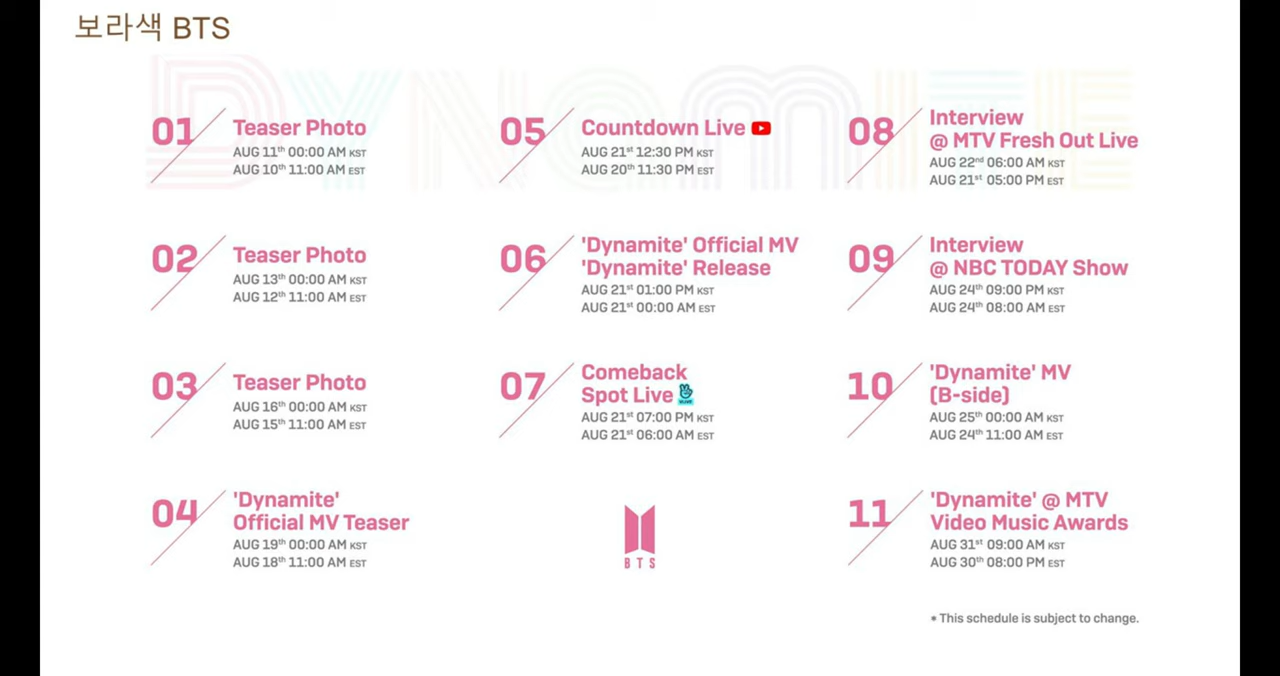 보라색 BTS
DYNAMITE
01
Teaser Photo
AUG 11th 00:00 AM KST
AUG 10th 11:00 AM EST
02
Teaser Photo
AUG 13th 00:00 AM KST
AUG 12th 11:00 AM EST
03
Teaser Photo
AUG 16th 00:00 AM KST
AUG 15th 11:00 AM EST
04
'Dynamite'
Official MV Teaser
AUG 19th 00:00 AM KST
AUG 18th 11:00 AM EST
05
Countdown Live
AUG 21st 12:30 PM KST
AUG 20th 11:30 PM EST
06
'Dynamite' Official MV
'Dynamite' Release
AUG 21st 01:00 PM KST
AUG 21st 00:00 AM EST
07
Comeback
Spot Live
VLIVE
AUG 21st 07:00 PM KST
AUG 21st 06:00 AM EST
BTS
08
Interview
@ MTV Fresh Out Live
AUG 22nd 06:00 AM KST
AUG 21st 05:00 PM EST
09
Interview
@ NBC TODAY Show
AUG 24th 09:00 PM KST
AUG 24th 08:00 AM EST
10
'Dynamite' MV
(B-side)
AUG 25th 00:00 AM KST
AUG 24th 11:00 AM EST
11
'Dynamite' @ MTV
Video Music Awards
AUG 31st 09:00 AM KST
AUG 30th 08:00 PM EST
* This schedule is subject to change.